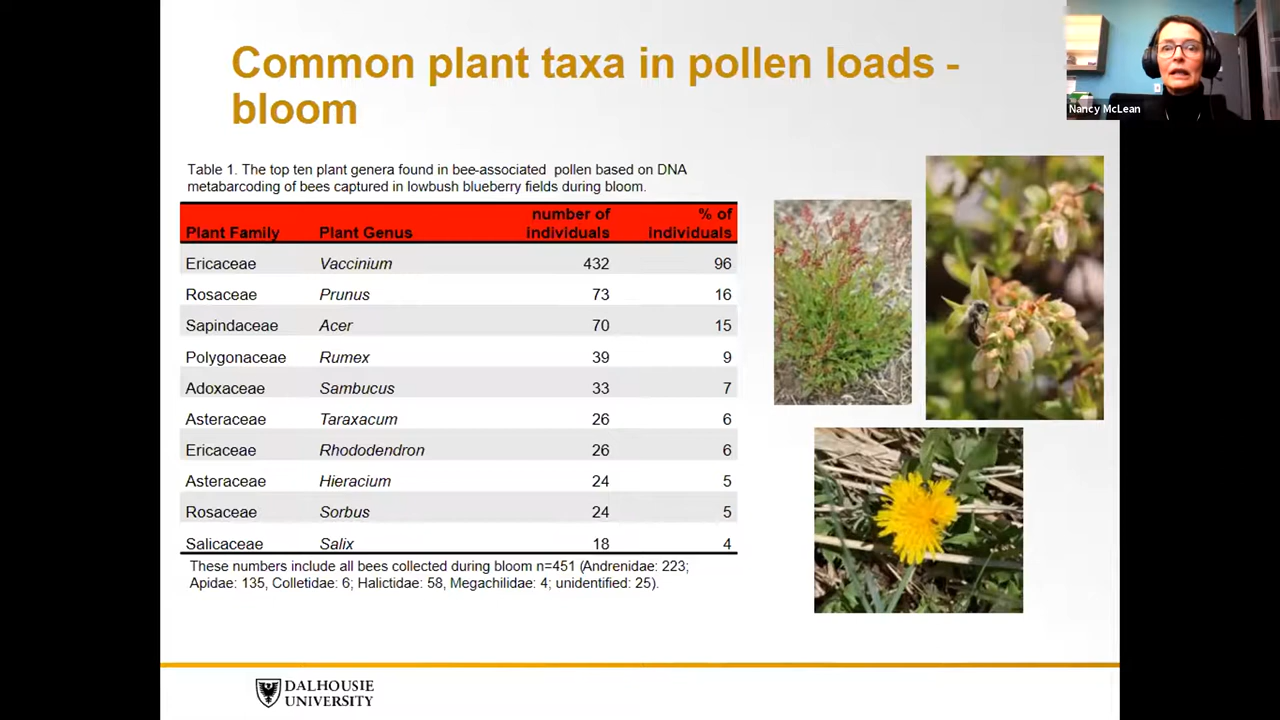 Common plant taxa in pollen loads -
bloom
Nancy McLean
Table 1. The top ten plant genera found in bee-associated pollen based on DNA
metabarcoding of bees captured in lowbush blueberry fields during bloom.
Plant Family Plant Genus number of individuals % of individuals
Ericaceae Vaccinium 432 96
Rosaceae Prunus 73 16
Sapindaceae Acer 70 15
Polygonaceae Rumex 39 9
Adoxaceae Sambucus 33 7
Asteraceae Taraxacum 26 6
Ericaceae Rhododendron 26 6
Asteraceae Hieracium 24 5
Rosaceae Sorbus 24 5
Salicaceae Salix 18 4
These numbers include all bees collected during bloom n=451 (Andrenidae: 223;
Apidae: 135, Colletidae: 6; Halictidae: 58, Megachilidae: 4; unidentified: 25).
DALHOUSIE
UNIVERSITY